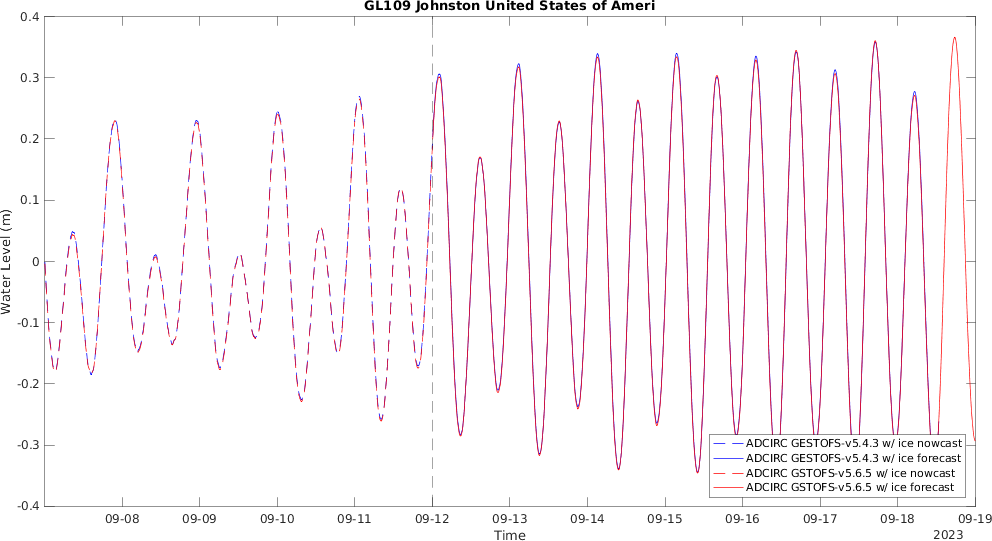 GL109 Johnston United States of Ameri
0.4
0.3
0.2
0.1
0
-0.1
-0.2
-0.3
-0.4
Water Level (m)
ADCIRC GESTOFS-v5.4.3 w/ ice nowcast
ADCIRC GESTOFS-v5.4.3 w/ ice forecast
ADCIRC GSTOFS-v5.6.5 w/ ice nowcast
ADCIRC GSTOFS-v5.6.5 w/ ice forecast
09-08 09-09 09-10 09-11 09-12 09-13 09-14 09-15 09-16 09-17 09-18 09-19
Time
2023